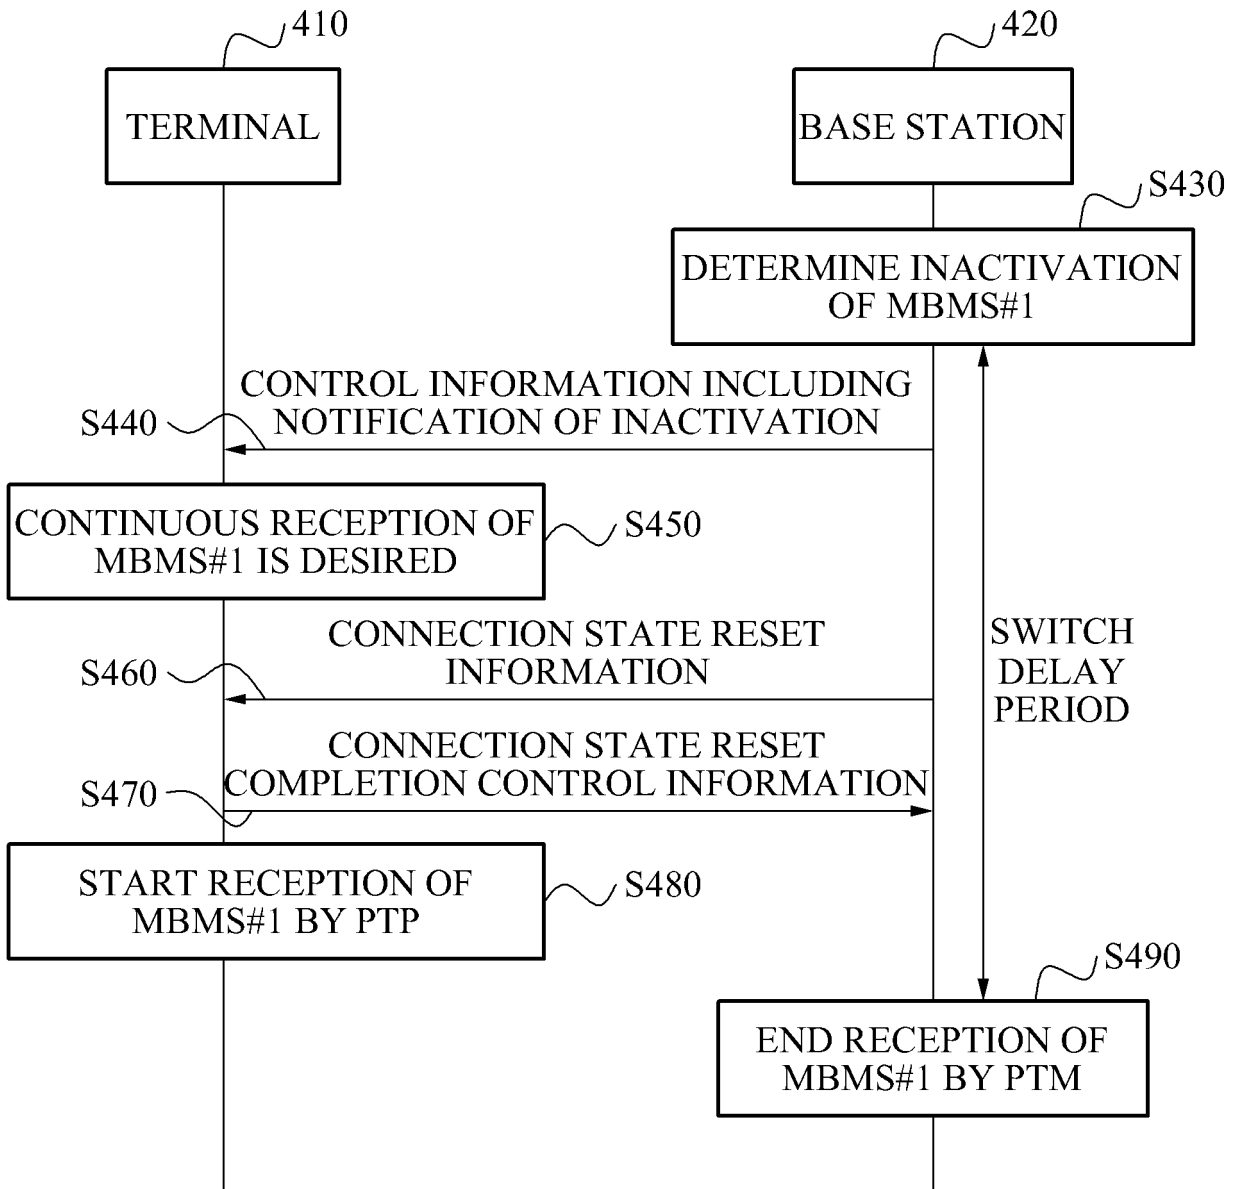 410
420
TERMINAL
BASE STATION
S430
DETERMINE INACTIVATION
OF MBMS#1
CONTROL INFORMATION INCLUDING
NOTIFICATION OF INACTIVATION
S440
CONTINUOUS RECEPTION OF
MBMS#1 IS DESIRED
S450
CONNECTION STATE RESET
INFORMATION
S460
SWITCH
DELAY
PERIOD
CONNECTION STATE RESET
COMPLETION CONTROL INFORMATION
S470
START RECEPTION OF
MBMS#1 BY PTP
S480
S490
END RECEPTION OF
MBMS#1 BY PTM